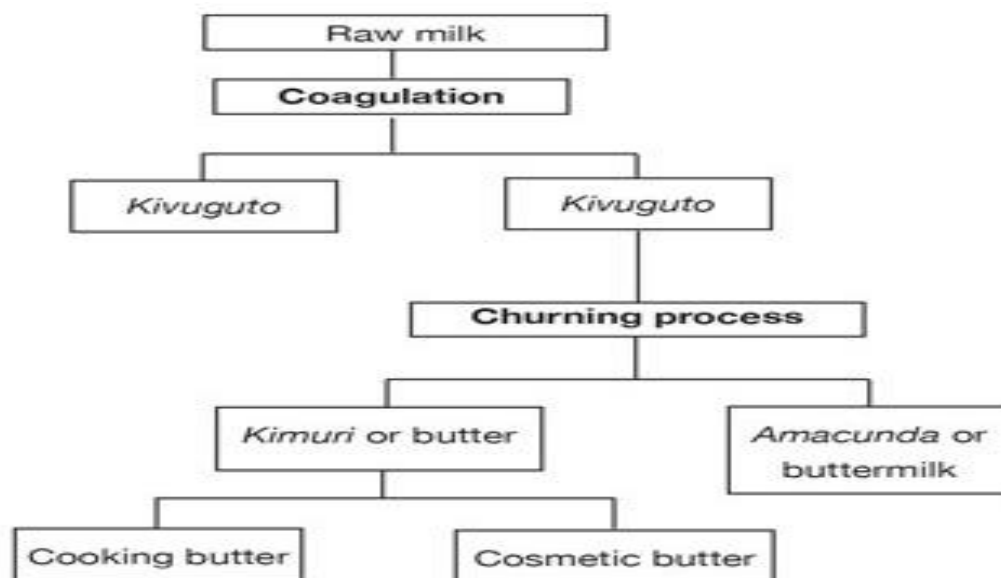 Raw milk
Coagulation
Kivuguto
Kivuguto
Churning process
Kimuri or butter
Amacunda or
buttermilk
Cooking butter
Cosmetic butter